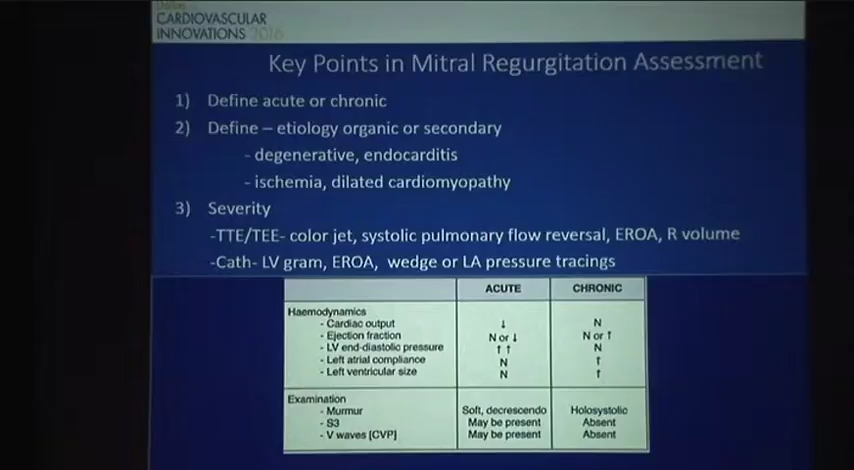 Dallas
CARDIOVASCULAR
INNOVATIONS 2016
Key Points in Mitral Regurgitation Assessment
1) Define acute or chronic
2) Define – etiology organic or secondary
- degenerative, endocarditis
- ischemia, dilated cardiomyopathy
3) Severity
-TTE/TEE- color jet, systolic pulmonary flow reversal, EROA, R volume
-Cath- LV gram, EROA, wedge or LA pressure tracings
ACUTE CHRONIC
Haemodynamics
- Cardiac output ↓ N
- Ejection fraction N or ↓ N or ↑
- LV end-diastolic pressure ↑ ↑ N
- Left atrial compliance N ↑
- Left ventricular size N ↑
Examination
- Murmur Soft, decrescendo Holosystolic
- S3 May be present Absent
- V waves [CVP] May be present Absent